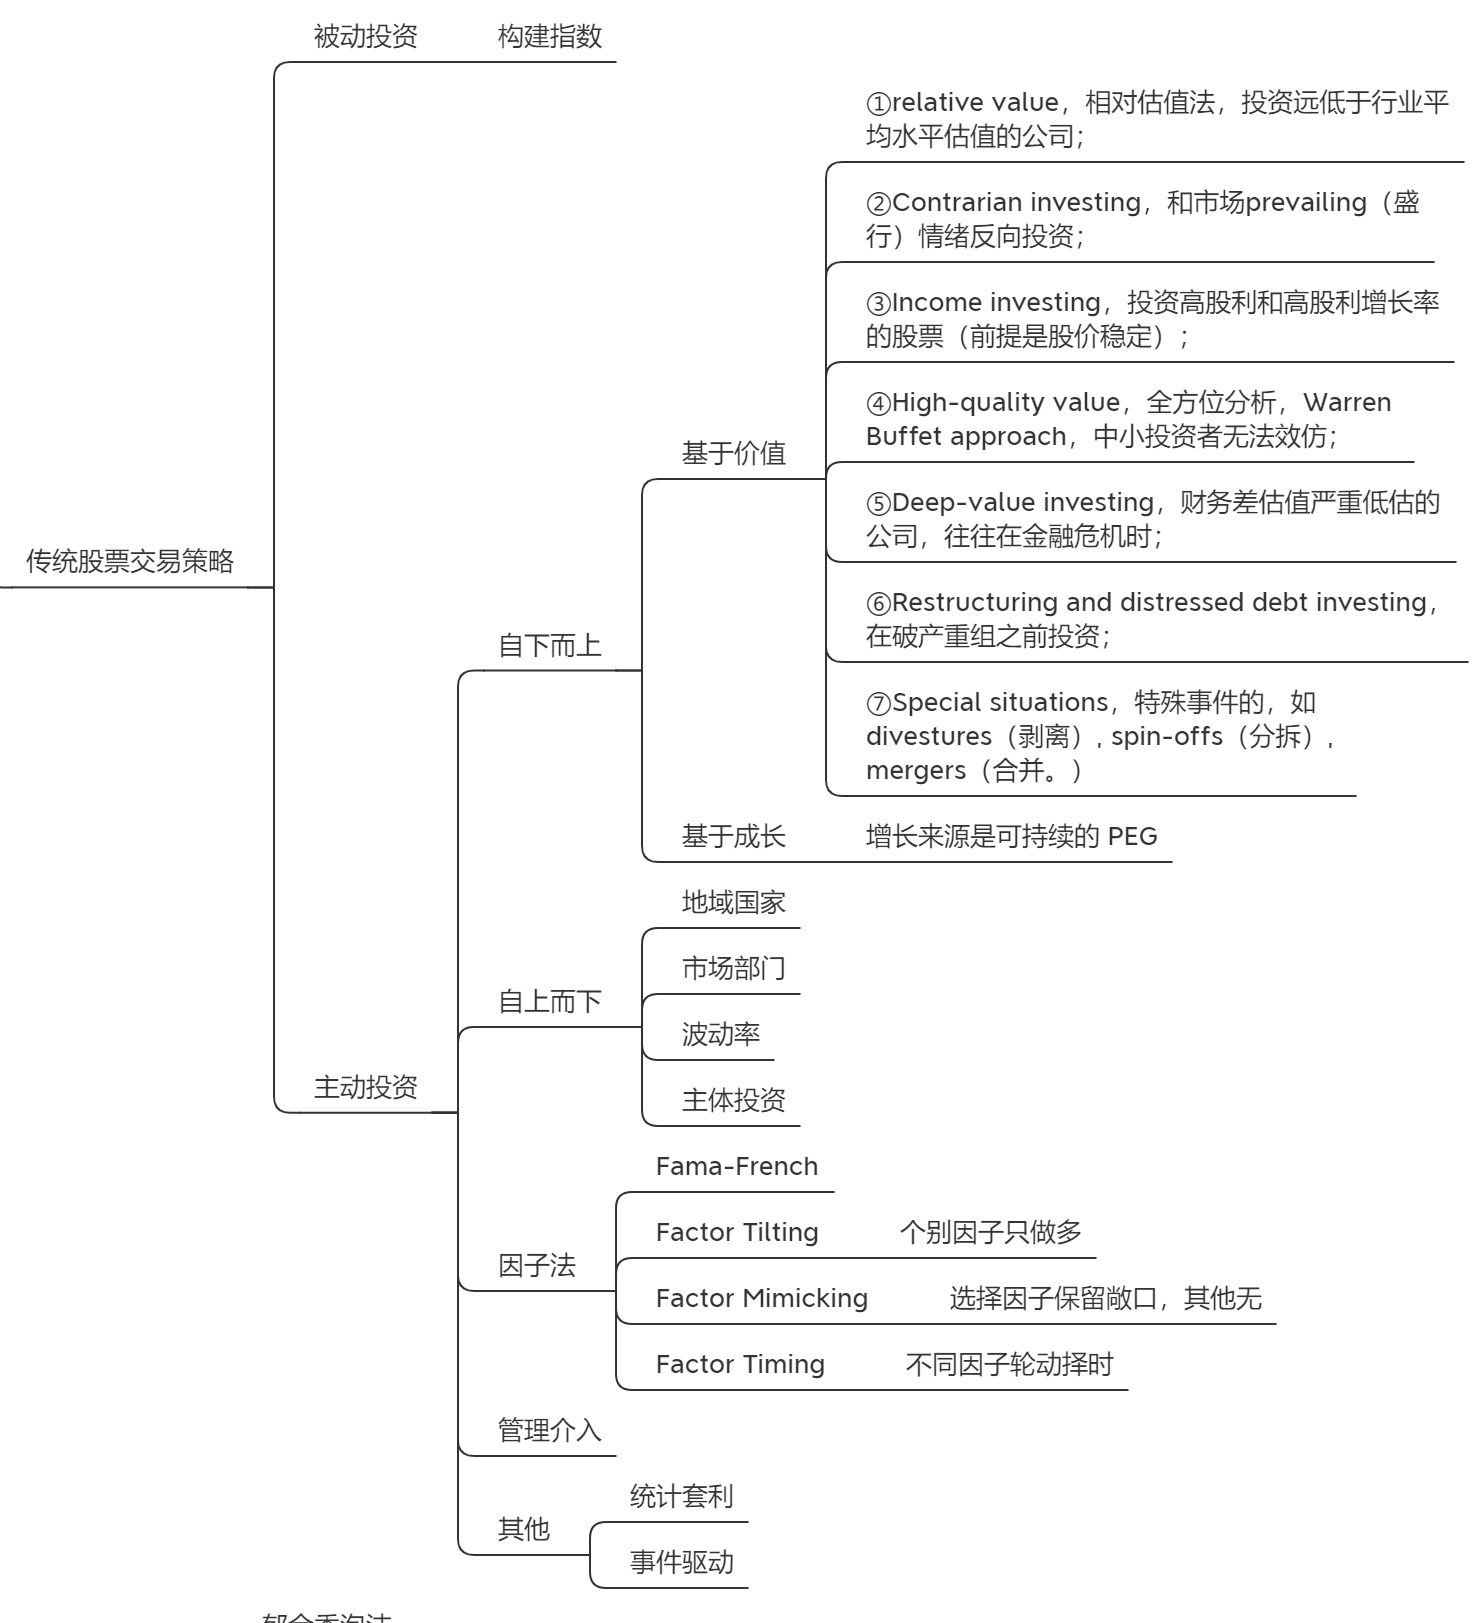 被动投资
构建指数
①relative value，相对估值法，投资远低于行业平
均水平估值的公司；
②Contrarian investing，和市场prevailing（盛
行）情绪反向投资；
③Income investing，投资高股利和高股利增长率
的股票（前提是股价稳定）；
④High-quality value，全方位分析，Warren
Buffet approach，中小投资者无法效仿；
基于价值
⑤Deep-value investing，财务差估值严重低估的
公司，往往在金融危机时；
传统股票交易策略
⑥Restructuring and distressed debt investing，
在破产重组之前投资；
自下而上
⑦Special situations，特殊事件的，如
divestures（剥离）, spin-offs（分拆）,
mergers（合并。）
基于成长
增长来源是可持续的 PEG
地域国家
市场部门
自上而下
波动率
主动投资
主体投资
Fama-French
Factor Tilting
个别因子只做多
因子法
Factor Mimicking
选择因子保留敞口，其他无
Factor Timing
不同因子轮动择时
管理介入
统计套利
其他
事件驱动